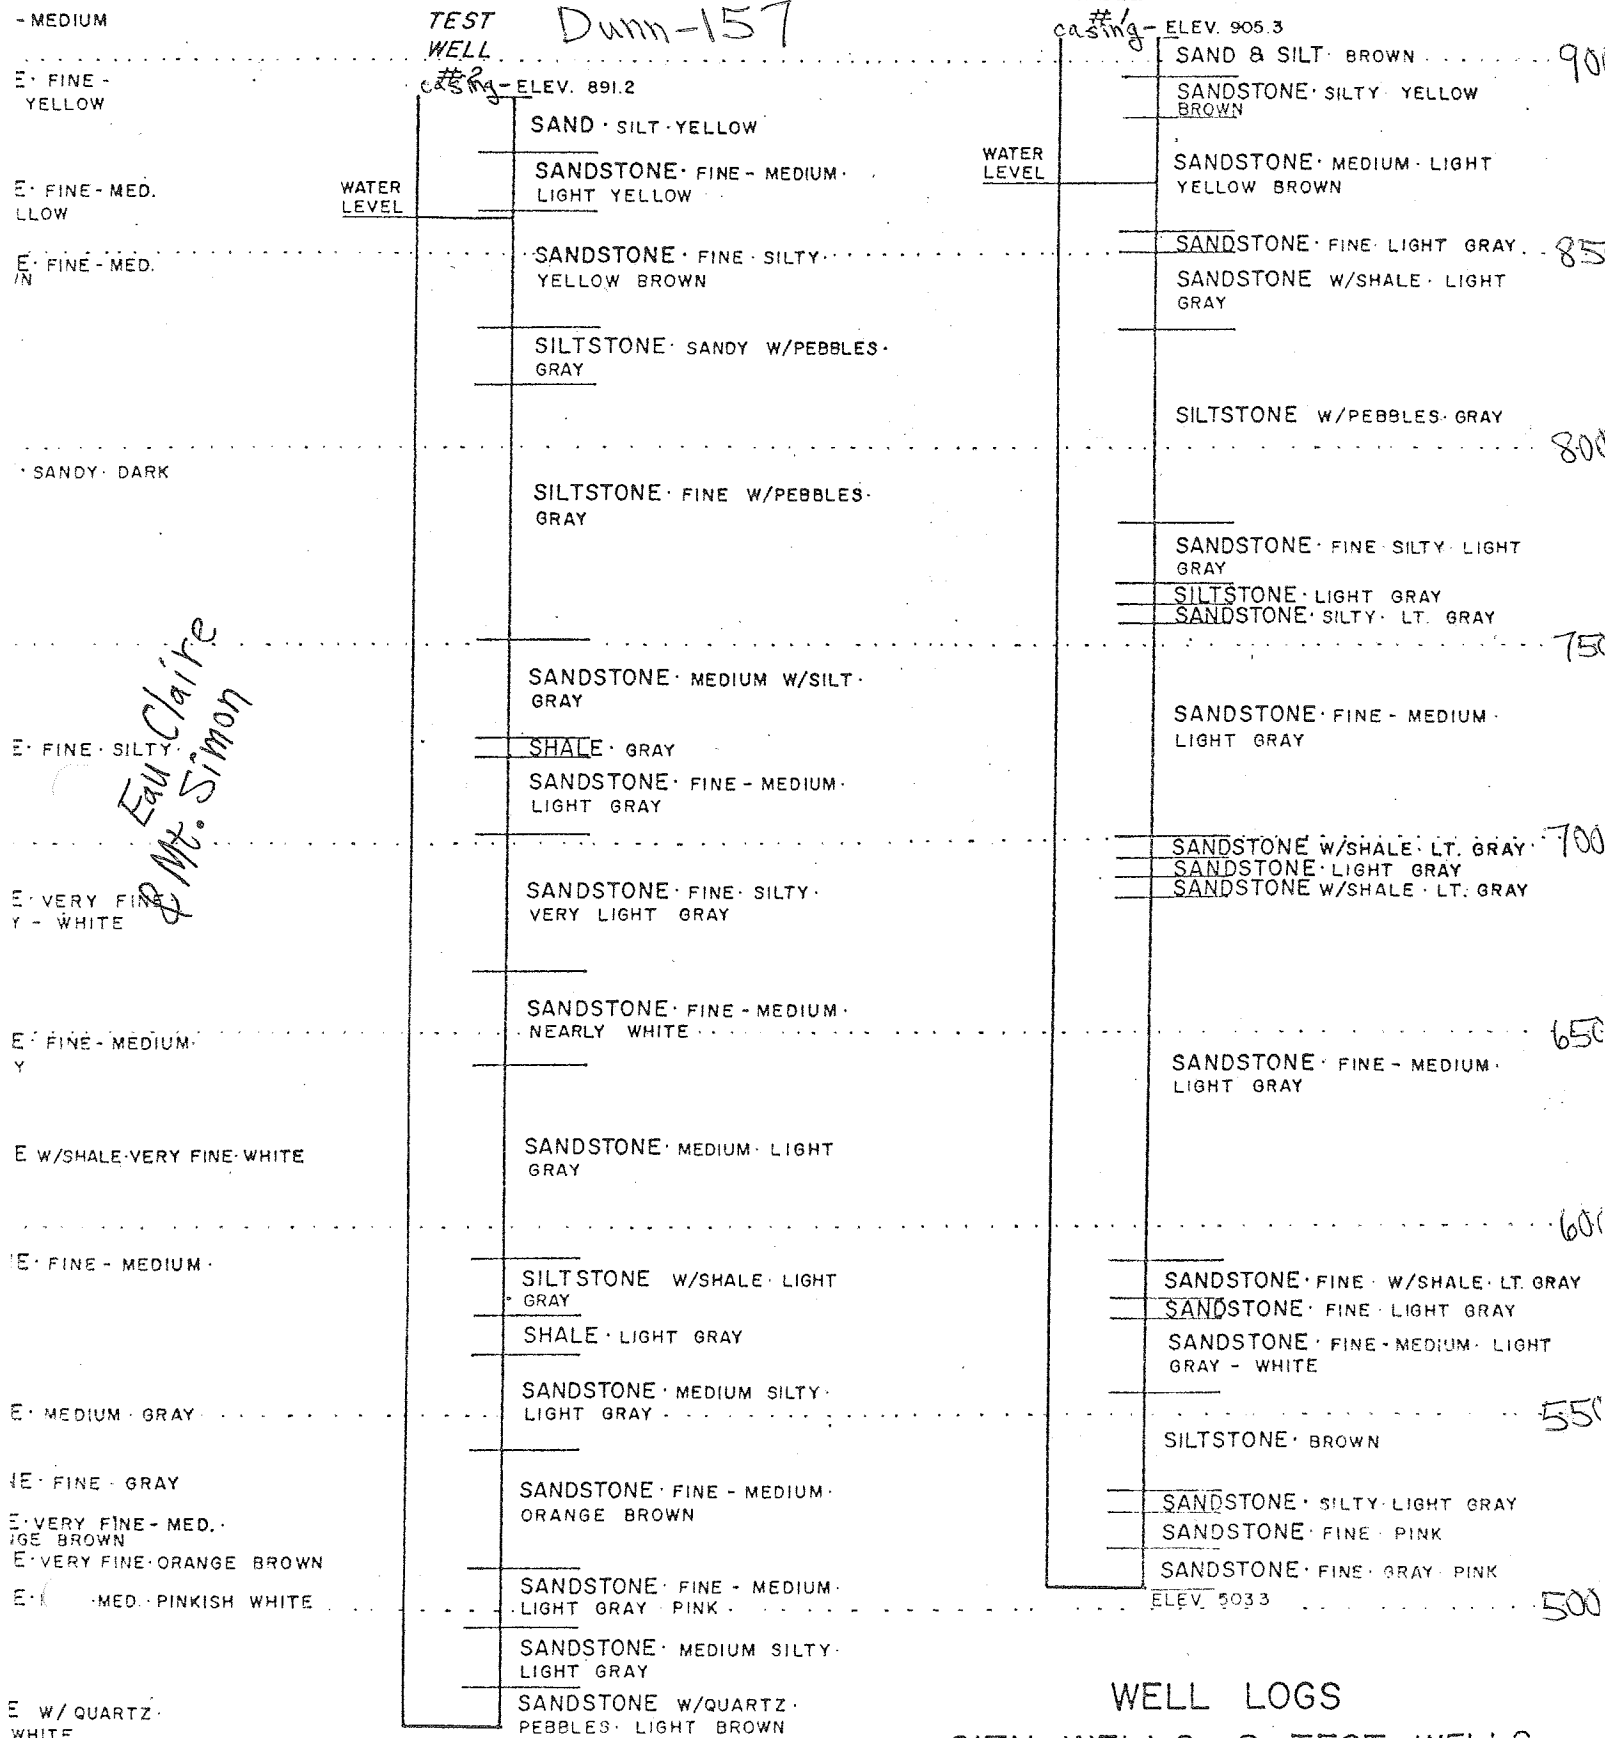 - MEDIUM
E· FINE -
YELLOW
E· FINE - MED.
LLOW
E· FINE - MED.
· SANDY· DARK
Eau Claire
& Mt. Simon
E· FINE· SILTY·
E· VERY FINE
Y - WHITE
E· FINE - MEDIUM·
Y
E W/SHALE·VERY FINE·WHITE
E· FINE - MEDIUM·
E· MEDIUM· GRAY
E· FINE· GRAY
E·VERY FINE - MED.·
GE BROWN
E·VERY FINE·ORANGE BROWN
·MED.·PINKISH WHITE
E W/QUARTZ·
WHITE
TEST
WELL
#2
casing - ELEV. 891.2
Dunn-157
WATER
LEVEL
SAND · SILT·YELLOW
SANDSTONE· FINE - MEDIUM·
LIGHT YELLOW
SANDSTONE· FINE· SILTY·
YELLOW BROWN
SILTSTONE· SANDY W/PEBBLES·
GRAY
SILTSTONE· FINE W/PEBBLES·
GRAY
SANDSTONE· MEDIUM W/SILT·
GRAY
SHALE· GRAY
SANDSTONE· FINE - MEDIUM·
LIGHT GRAY
SANDSTONE· FINE· SILTY·
VERY LIGHT GRAY
SANDSTONE· FINE - MEDIUM·
NEARLY WHITE
SANDSTONE· MEDIUM· LIGHT
GRAY
SILTSTONE W/SHALE· LIGHT
GRAY
SHALE· LIGHT GRAY
SANDSTONE· MEDIUM SILTY·
LIGHT GRAY
SANDSTONE· FINE - MEDIUM·
ORANGE BROWN
SANDSTONE· FINE - MEDIUM·
LIGHT GRAY PINK
SANDSTONE· MEDIUM SILTY·
LIGHT GRAY
SANDSTONE W/QUARTZ·
PEBBLES· LIGHT BROWN
#1
casing - ELEV. 905.3
WATER
LEVEL
SAND & SILT· BROWN
90
SANDSTONE· SILTY YELLOW
BROWN
SANDSTONE· MEDIUM· LIGHT
YELLOW BROWN
SANDSTONE· FINE· LIGHT GRAY
85
SANDSTONE W/SHALE· LIGHT
GRAY
SILTSTONE W/PEBBLES· GRAY
800
SANDSTONE· FINE· SILTY· LIGHT
GRAY
SILTSTONE· LIGHT GRAY
SANDSTONE· SILTY· LT. GRAY
750
SANDSTONE· FINE - MEDIUM·
LIGHT GRAY
SANDSTONE W/SHALE· LT. GRAY·
700
SANDSTONE· LIGHT GRAY
SANDSTONE W/SHALE· LT. GRAY
650
SANDSTONE· FINE - MEDIUM·
LIGHT GRAY
600
SANDSTONE· FINE· W/SHALE· LT. GRAY
SANDSTONE· FINE· LIGHT GRAY
SANDSTONE· FINE - MEDIUM· LIGHT
GRAY - WHITE
550
SILTSTONE· BROWN
SANDSTONE· SILTY· LIGHT GRAY
SANDSTONE· FINE· PINK
SANDSTONE· FINE· GRAY· PINK
ELEV. 503.3
500
WELL LOGS